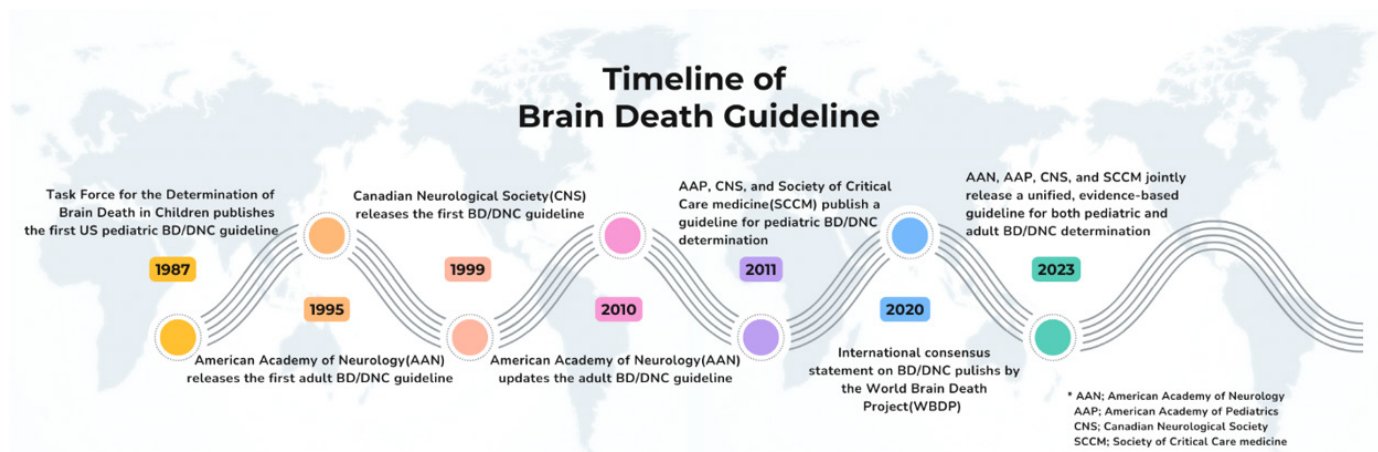 Timeline of
Brain Death Guideline
Task Force for the Determination of
Brain Death in Children publishes
the first US pediatric BD/DNC guideline
1987
1995
American Academy of Neurology(AAN)
releases the first adult BD/DNC guideline
Canadian Neurological Society(CNS)
releases the first BD/DNC guideline
1999
2010
American Academy of Neurology(AAN)
updates the adult BD/DNC guideline
AAP, CNS, and Society of Critical
Care medicine(SCCM) publish a
guideline for pediatric BD/DNC
determination
2011
2020
International consensus
statement on BD/DNC pulishs by
the World Brain Death
Project(WBDP)
AAN, AAP, CNS, and SCCM jointly
release a unified, evidence-based
guideline for both pediatric and
adult BD/DNC determination
2023
* AAN; American Academy of Neurology
AAP; American Academy of Pediatrics
CNS; Canadian Neurological Society
SCCM; Society of Critical Care medicine